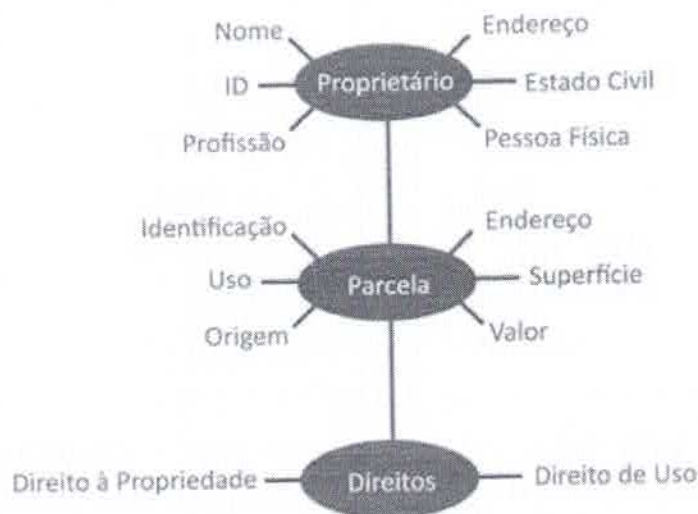 Nome
Endereço
ID
Proprietário
Estado Civil
Profissão
Pessoa Física
Identificação
Endereço
Uso
Parcela
Superfície
Origem
Valor
Direito à Propriedade
Direitos
Direito de Uso